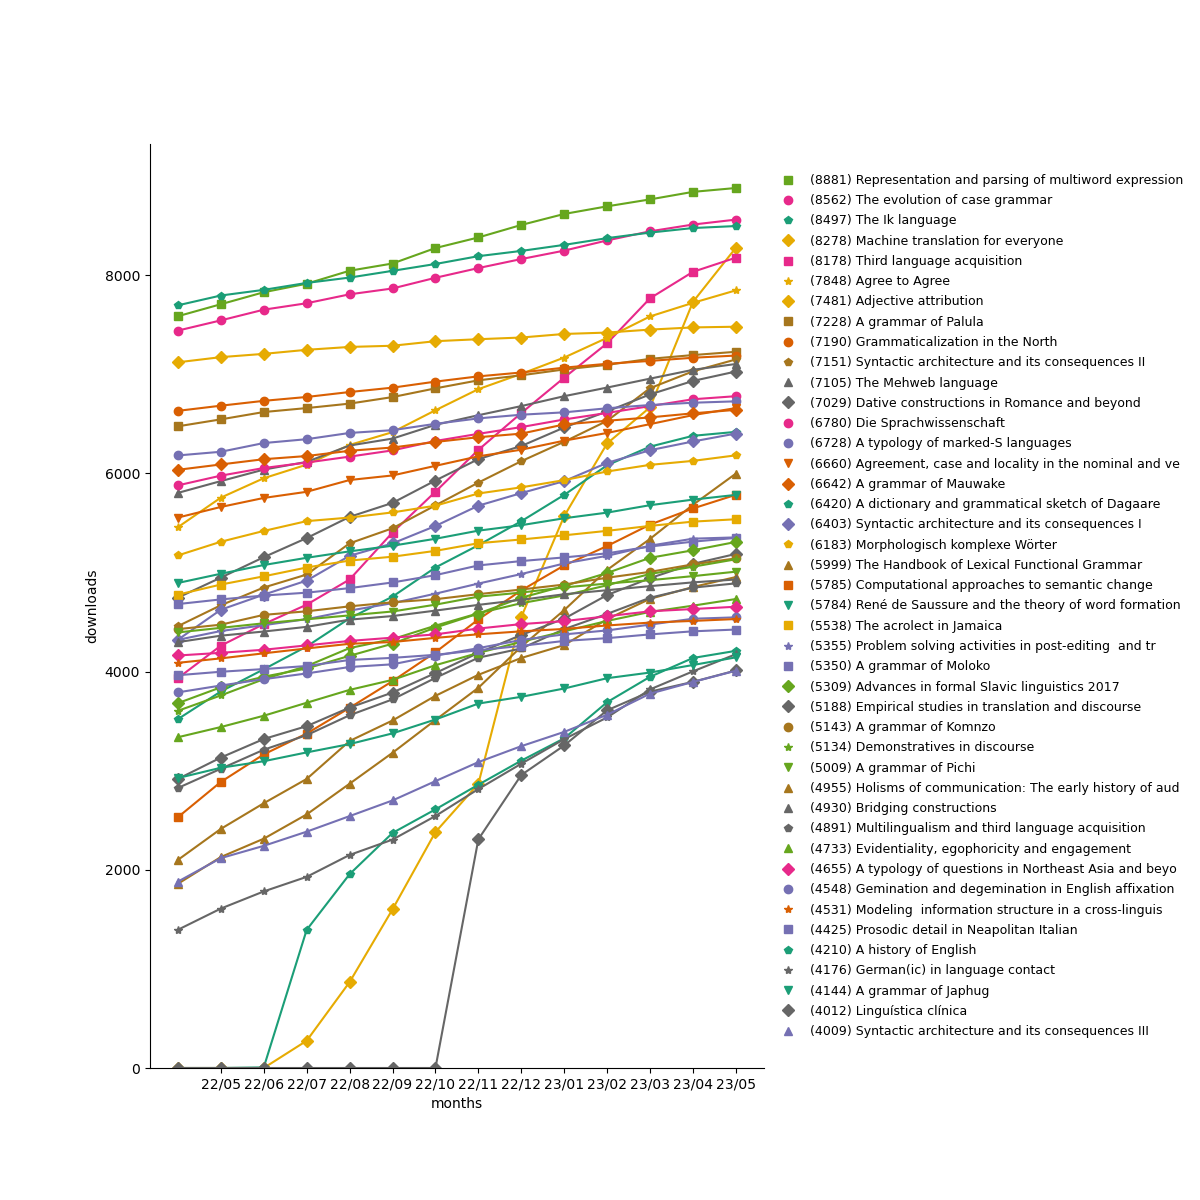 8000
6000
4000
2000
0
downloads
22/05 22/06 22/07 22/08 22/09 22/10 22/11 22/12 23/01 23/02 23/03 23/04 23/05
months
(8881) Representation and parsing of multiword expression
(8562) The evolution of case grammar
(8497) The Ik language
(8278) Machine translation for everyone
(8178) Third language acquisition
(7848) Agree to Agree
(7481) Adjective attribution
(7228) A grammar of Palula
(7190) Grammaticalization in the North
(7151) Syntactic architecture and its consequences II
(7105) The Mehweb language
(7029) Dative constructions in Romance and beyond
(6780) Die Sprachwissenschaft
(6728) A typology of marked-S languages
(6660) Agreement, case and locality in the nominal and ve
(6642) A grammar of Mauwake
(6420) A dictionary and grammatical sketch of Dagaare
(6403) Syntactic architecture and its consequences I
(6183) Morphologisch komplexe Wörter
(5999) The Handbook of Lexical Functional Grammar
(5785) Computational approaches to semantic change
(5784) René de Saussure and the theory of word formation
(5538) The acrolect in Jamaica
(5355) Problem solving activities in post-editing  and tr
(5350) A grammar of Moloko
(5309) Advances in formal Slavic linguistics 2017
(5188) Empirical studies in translation and discourse
(5143) A grammar of Komnzo
(5134) Demonstratives in discourse
(5009) A grammar of Pichi
(4955) Holisms of communication: The early history of aud
(4930) Bridging constructions
(4891) Multilingualism and third language acquisition
(4733) Evidentiality, egophoricity and engagement
(4655) A typology of questions in Northeast Asia and beyo
(4548) Gemination and degemination in English affixation
(4531) Modeling  information structure in a cross-linguis
(4425) Prosodic detail in Neapolitan Italian
(4210) A history of English
(4176) German(ic) in language contact
(4144) A grammar of Japhug
(4012) Linguística clínica
(4009) Syntactic architecture and its consequences III